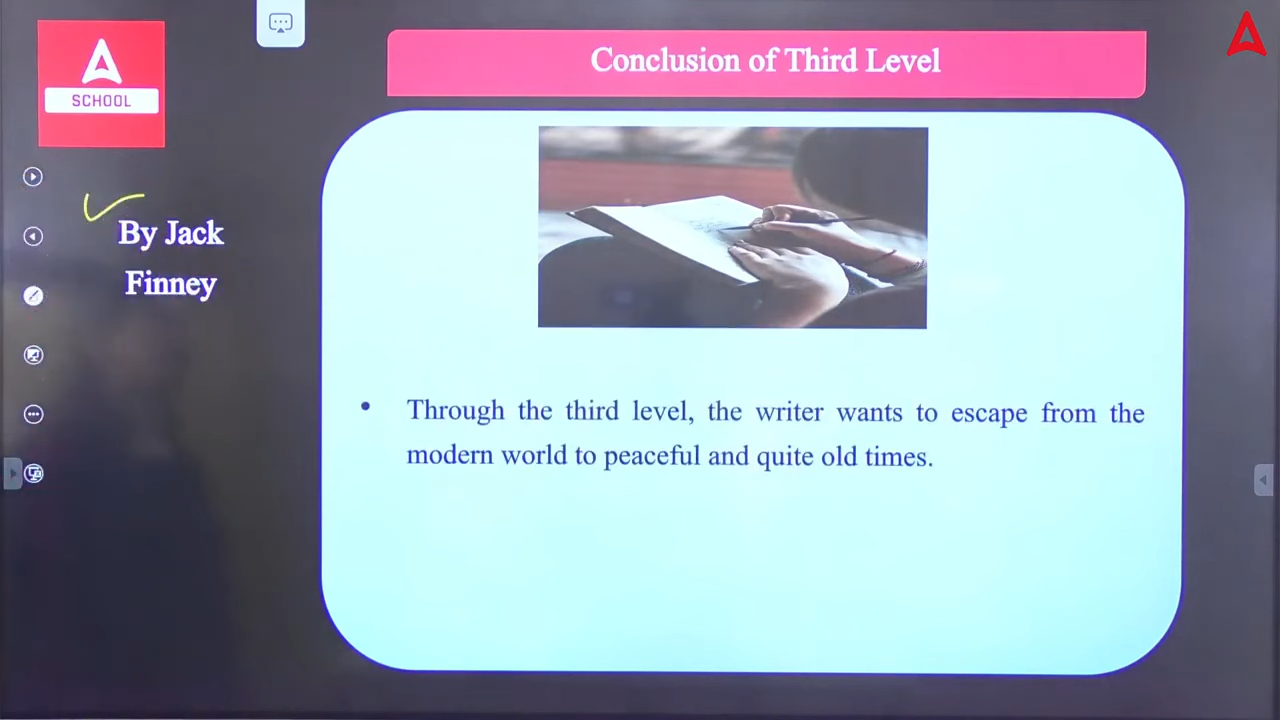 SCHOOL
Conclusion of Third Level
By Jack
Finney
• Through the third level, the writer wants to escape from the
modern world to peaceful and quite old times.